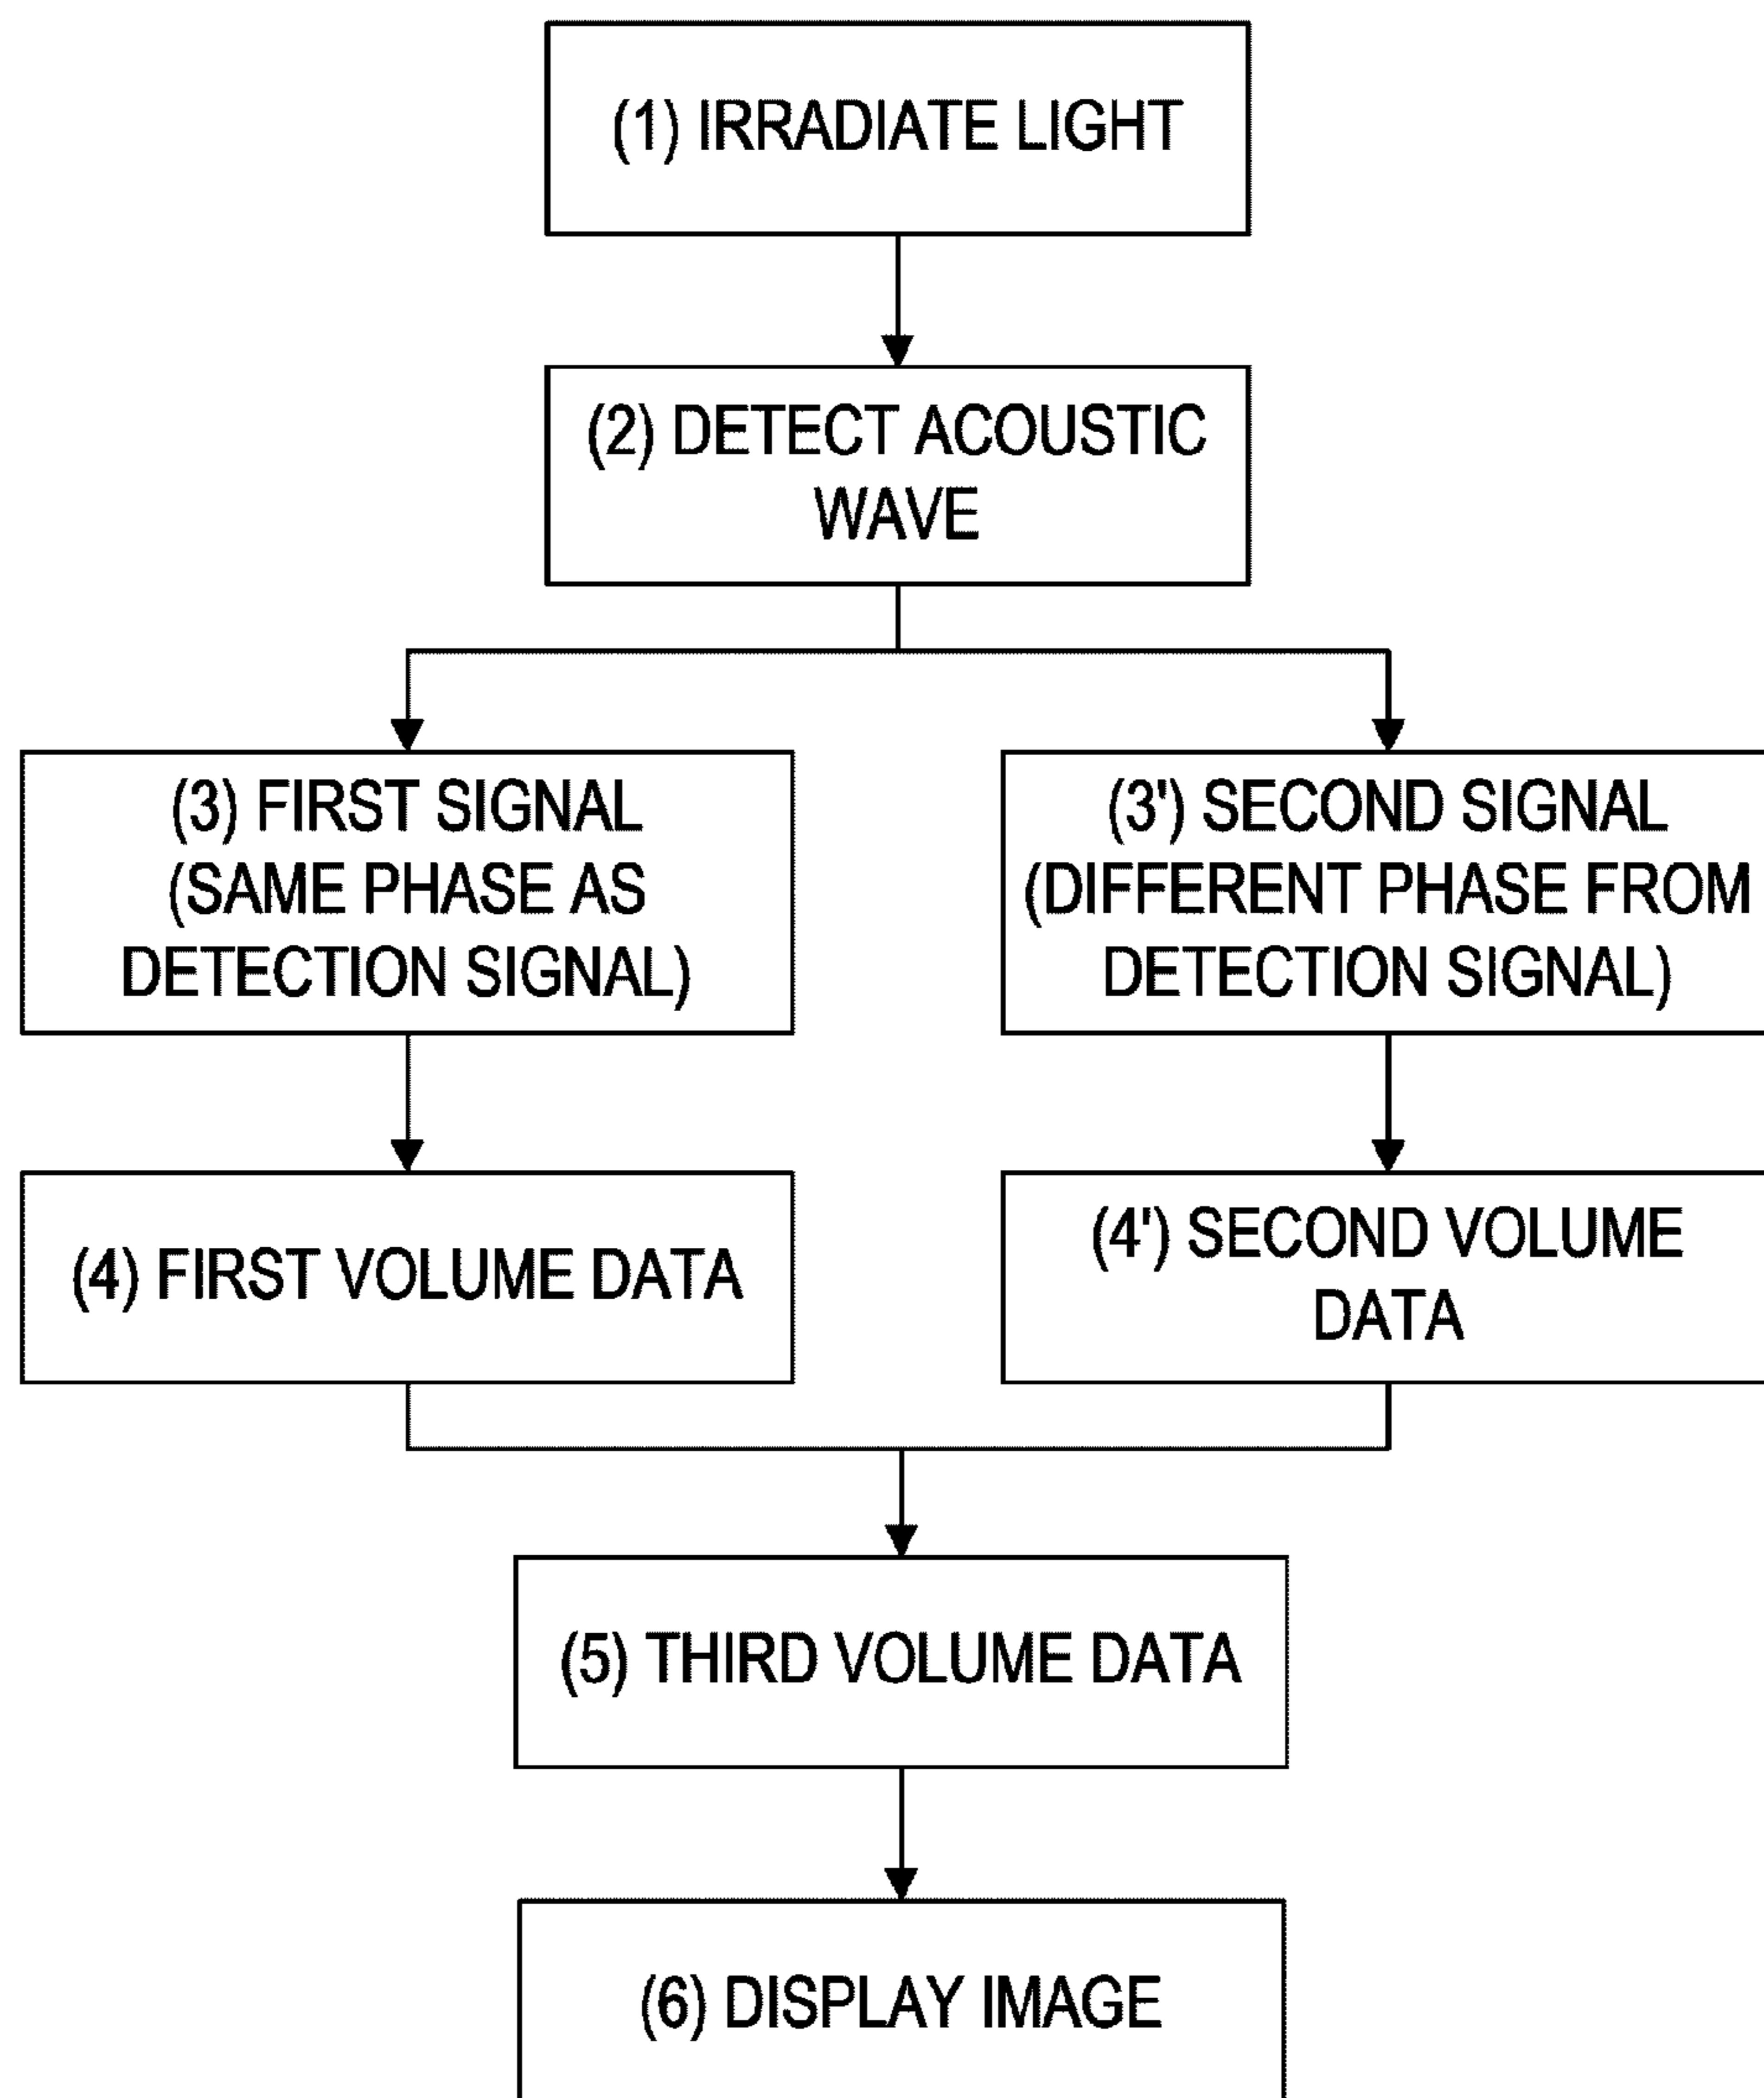 (1) IRRADIATE LIGHT
(2) DETECT ACOUSTIC
WAVE
(3) FIRST SIGNAL
(SAME PHASE AS
DETECTION SIGNAL)
(3') SECOND SIGNAL
(DIFFERENT PHASE FROM
DETECTION SIGNAL)
(4) FIRST VOLUME DATA
(4') SECOND VOLUME
DATA
(5) THIRD VOLUME DATA
(6) DISPLAY IMAGE